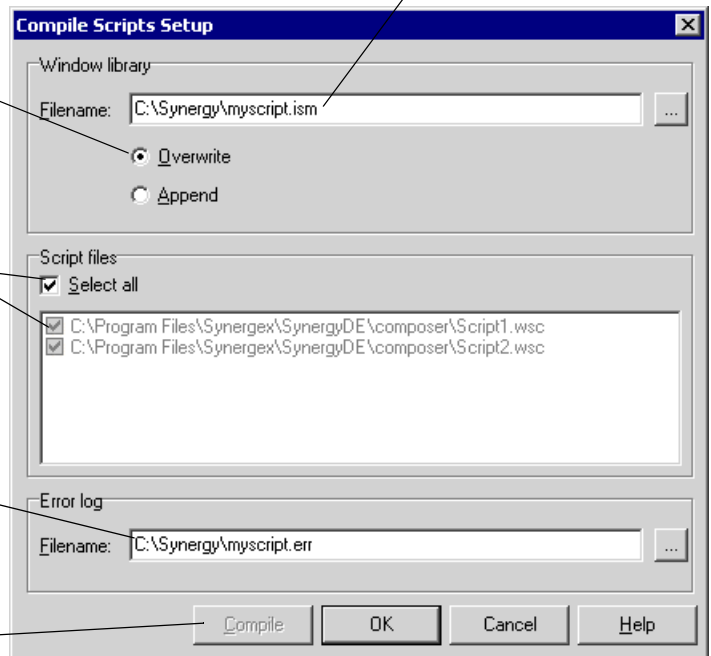 Compile Scripts Setup
Window library
Filename: C:\Synergy\myscript.ism ...
Overwrite
Append
Script files
Select all
C:\Program Files\Synergex\SynergyDE\composer\Script1.wsc
C:\Program Files\Synergex\SynergyDE\composer\Script2.wsc
Error log
Filename: C:\Synergy\myscript.err ...
Compile OK Cancel Help